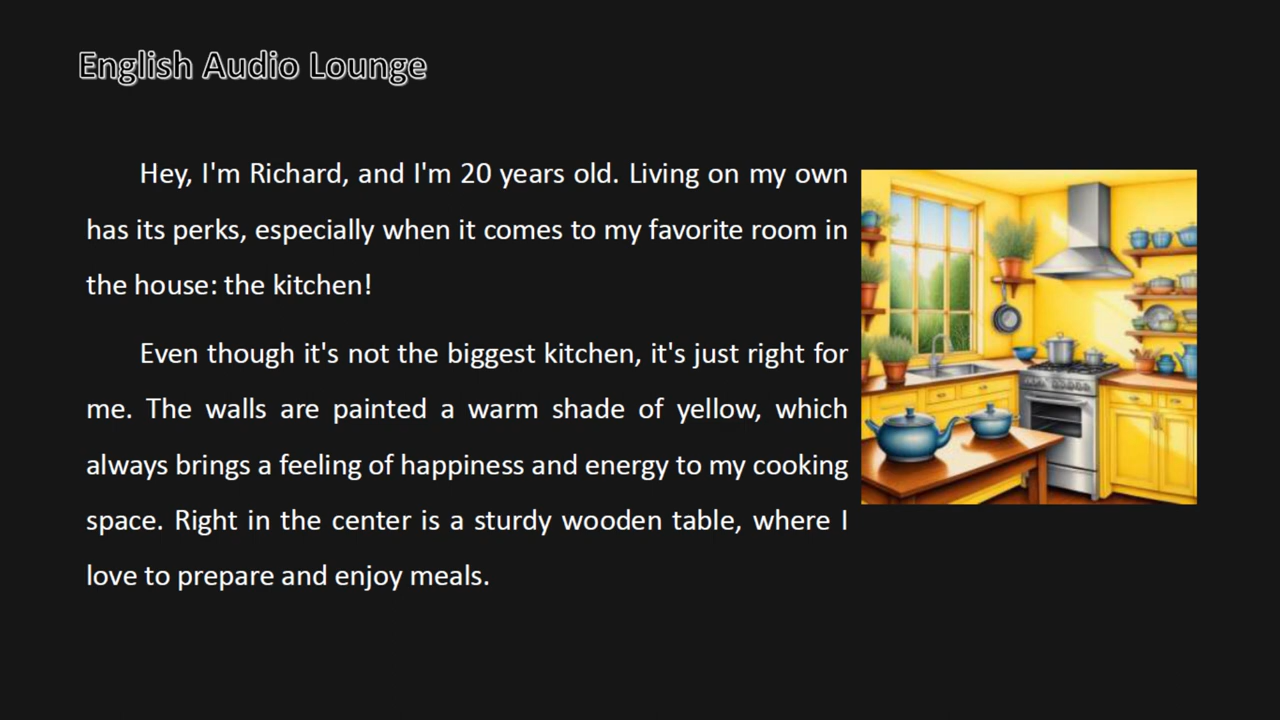 English Audio Lounge
Hey, I'm Richard, and I'm 20 years old. Living on my own
has its perks, especially when it comes to my favorite room in
the house: the kitchen!
Even though it's not the biggest kitchen, it's just right for
me. The walls are painted a warm shade of yellow, which
always brings a feeling of happiness and energy to my cooking
space. Right in the center is a sturdy wooden table, where I
love to prepare and enjoy meals.